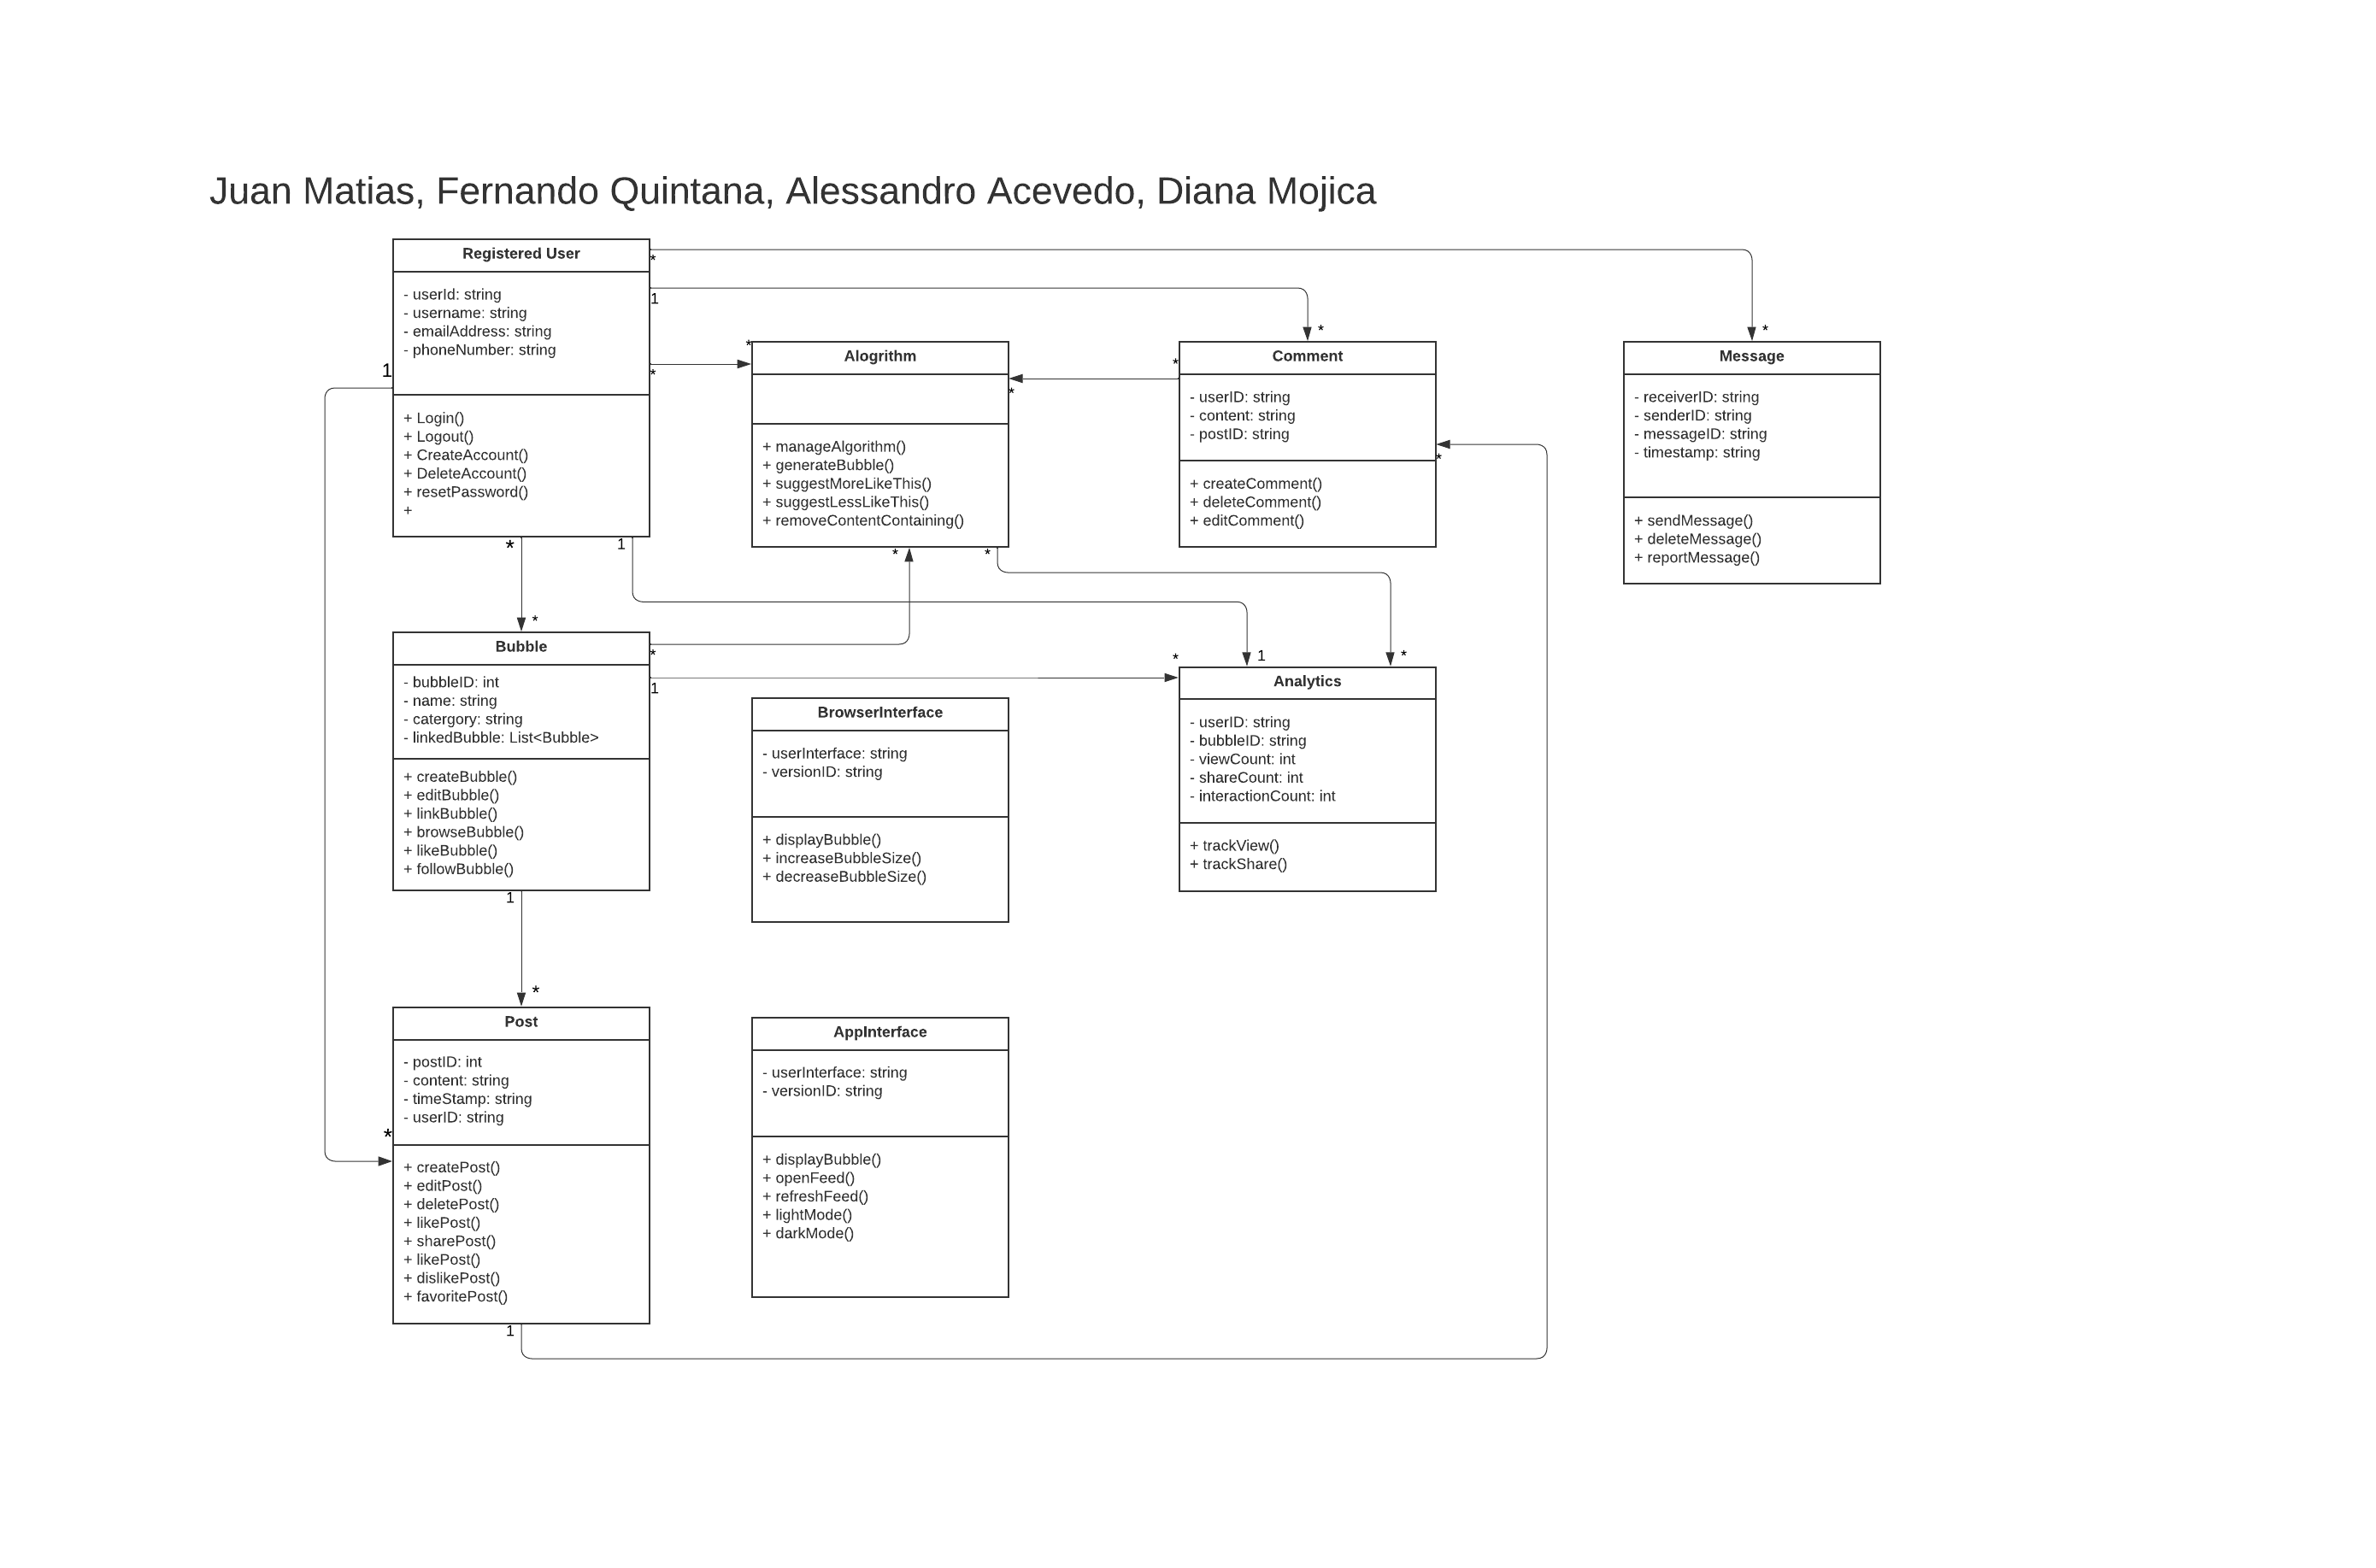 Juan Matias, Fernando Quintana, Alessandro Acevedo, Diana Mojica
Registered User
- userId: string
- username: string
- emailAddress: string
- phoneNumber: string
+ Login()
+ Logout()
+ CreateAccount()
+ DeleteAccount()
+ resetPassword()
+
*
1
*
1
*
1
*
*
*
*
*
Alogrithm
+ manageAlgorithm()
+ generateBubble()
+ suggestMoreLikeThis()
+ suggestLessLikeThis()
+ removeContentContaining()
*
*
*
Comment
- userID: string
- content: string
- postID: string
+ createComment()
+ deleteComment()
+ editComment()
*
*
Message
- receiverID: string
- senderID: string
- messageID: string
- timestamp: string
+ sendMessage()
+ deleteMessage()
+ reportMessage()
*
Bubble
- bubbleID: int
- name: string
- catergory: string
- linkedBubble: List<Bubble>
+ createBubble()
+ editBubble()
+ linkBubble()
+ browseBubble()
+ likeBubble()
+ followBubble()
*
1
1
BrowserInterface
- userInterface: string
- versionID: string
+ displayBubble()
+ increaseBubbleSize()
+ decreaseBubbleSize()
*
1
*
Analytics
- userID: string
- bubbleID: string
- viewCount: int
- shareCount: int
- interactionCount: int
+ trackView()
+ trackShare()
*
Post
- postID: int
- content: string
- timeStamp: string
- userID: string
*
+ createPost()
+ editPost()
+ deletePost()
+ likePost()
+ sharePost()
+ likePost()
+ dislikePost()
+ favoritePost()
1
AppInterface
- userInterface: string
- versionID: string
+ displayBubble()
+ openFeed()
+ refreshFeed()
+ lightMode()
+ darkMode()